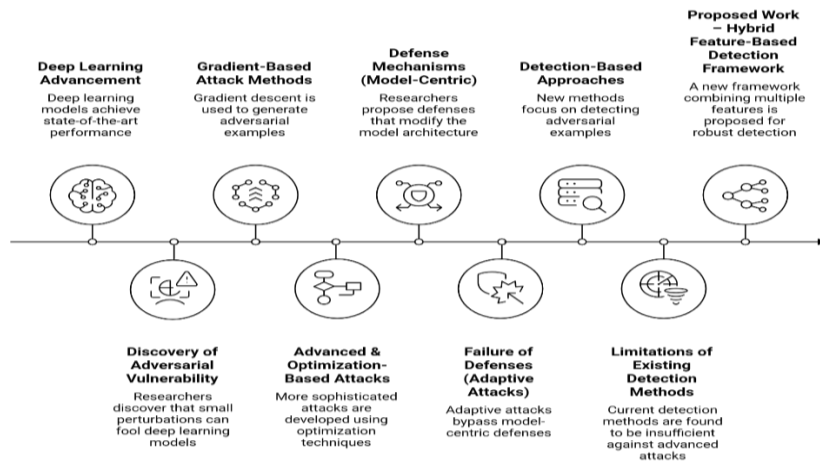 Deep Learning
Advancement
Deep learning
models achieve
state-of-the-art
performance
Discovery of
Adversarial
Vulnerability
Researchers
discover that small
perturbations can
fool deep learning
models
Gradient-Based
Attack Methods
Gradient descent is
used to generate
adversarial
examples
Advanced &
Optimization-
Based Attacks
More sophisticated
attacks are
developed using
optimization
techniques
Defense
Mechanisms
(Model-Centric)
Researchers
propose defenses
that modify the
model architecture
Failure of
Defenses
(Adaptive
Attacks)
Adaptive attacks
bypass model-
centric defenses
Detection-Based
Approaches
New methods
focus on detecting
adversarial
examples
Limitations of
Existing
Detection
Methods
Current detection
methods are found
to be insufficient
against advanced
attacks
Proposed Work
– Hybrid
Feature-Based
Detection
Framework
A new framework
combining multiple
features is
proposed for
robust detection